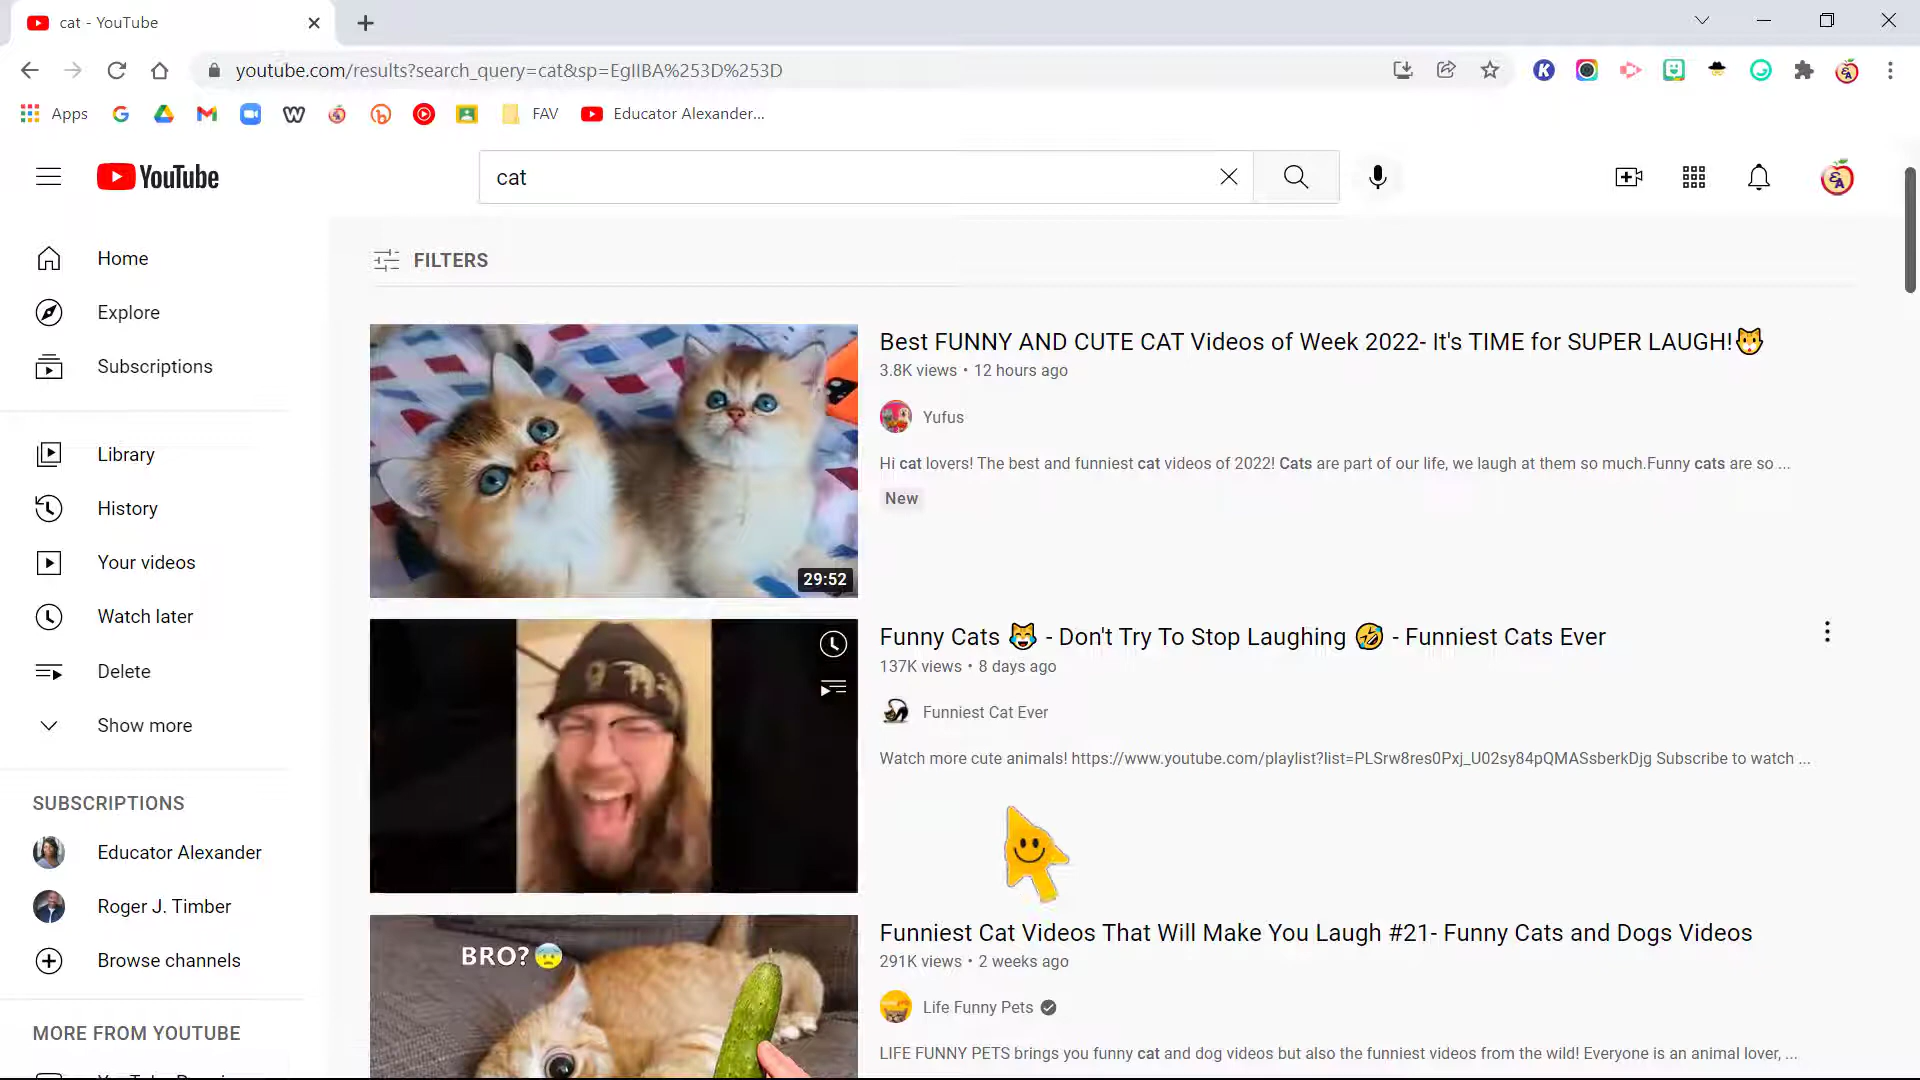 cat - YouTube
youtube.com/results?search_query=cat&sp=EgIIBA%253D%253D
Apps
FAV
Educator Alexander...
YouTube
cat
Home
Explore
Subscriptions
Library
History
Your videos
Watch later
Delete
Show more
SUBSCRIPTIONS
Educator Alexander
Roger J. Timber
Browse channels
MORE FROM YOUTUBE
FILTERS
29:52
Best FUNNY AND CUTE CAT Videos of Week 2022- It's TIME for SUPER LAUGH!🐱
3.8K views • 12 hours ago
Yufus
Hi cat lovers! The best and funniest cat videos of 2022! Cats are part of our life, we laugh at them so much.Funny cats are so ...
New
Funny Cats 😹 - Don't Try To Stop Laughing 🤣 - Funniest Cats Ever
137K views • 8 days ago
Funniest Cat Ever
Watch more cute animals! https://www.youtube.com/playlist?list=PLSrw8res0Pxj_U02sy84pQMASsberkDjg Subscribe to watch ...
BRO? 😰
Funniest Cat Videos That Will Make You Laugh #21- Funny Cats and Dogs Videos
291K views • 2 weeks ago
Life Funny Pets
LIFE FUNNY PETS brings you funny cat and dog videos but also the funniest videos from the wild! Everyone is an animal lover, ...